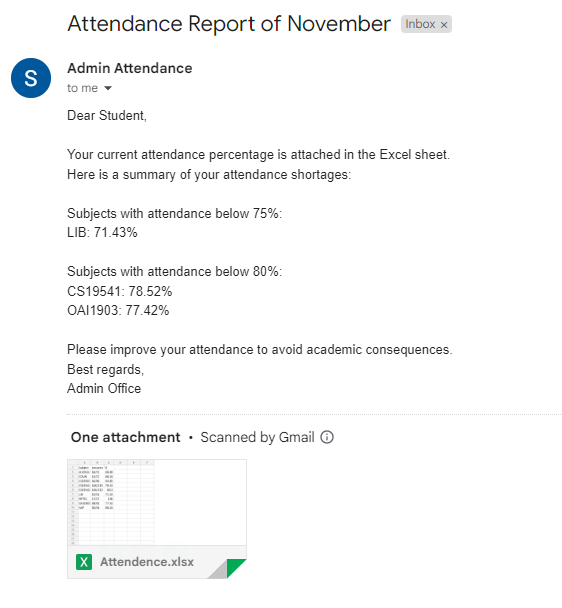 Attendance Report of November Inbox ×
S
Admin Attendance
to me
Dear Student,
Your current attendance percentage is attached in the Excel sheet.
Here is a summary of your attendance shortages:
Subjects with attendance below 75%:
LIB: 71.43%
Subjects with attendance below 80%:
CS19541: 78.52%
OAI1903: 77.42%
Please improve your attendance to avoid academic consequences.
Best regards,
Admin Office
One attachment • Scanned by Gmail
X Attendence.xlsx